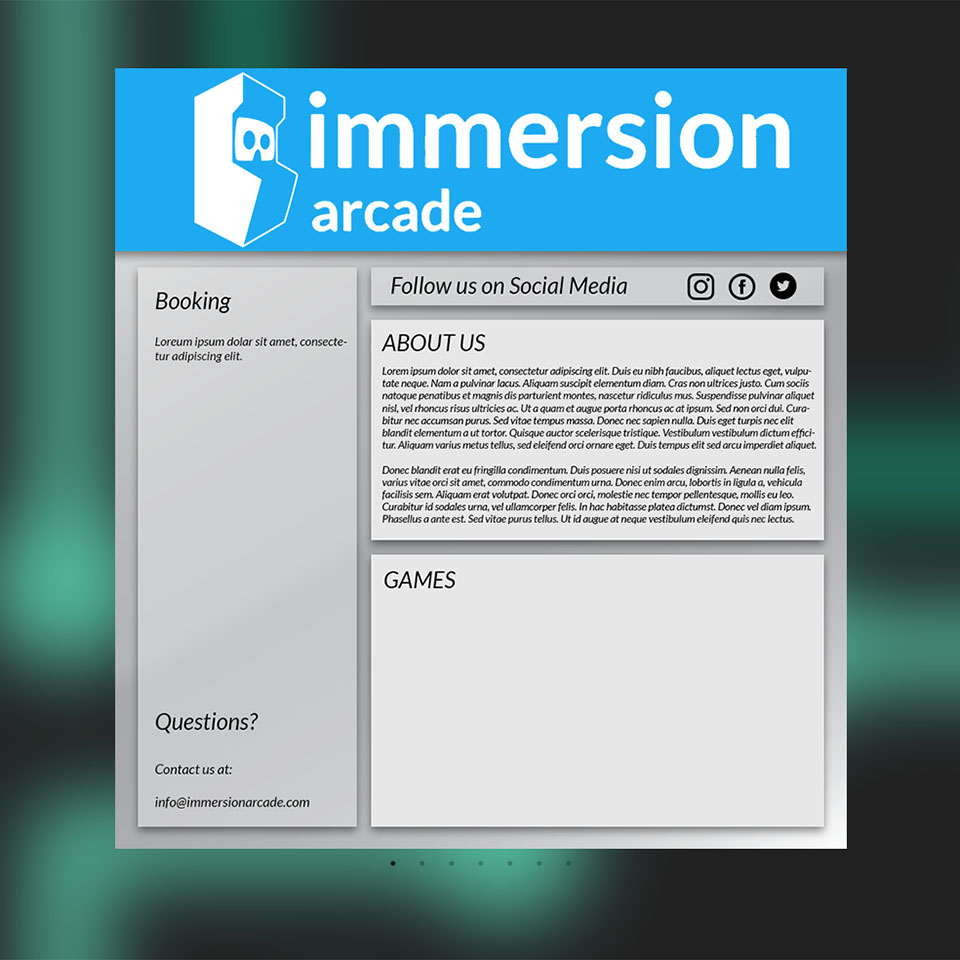 immersion
arcade
Booking
Loreum ipsum dolar sit amet, consecte-
tur adipiscing elit.
Questions?
Contact us at:
info@immersionarcade.com
Follow us on Social Media
ABOUT US
Lorem ipsum dolor sit amet, consectetur adipiscing elit. Duis eu nibh faucibus, aliquet lectus eget, vulpu-
tate neque. Nam a pulvinar lacus. Aliquam suscipit elementum diam. Cras non ultrices justo. Cum sociis
natoque penatibus et magnis dis parturient montes, nascetur ridiculus mus. Suspendisse pulvinar aliquet
nisl, vel rhoncus risus ultricies ac. Ut a quam et augue porta rhoncus ac at ipsum. Sed non orci dui. Cura-
bitur nec accumsan purus. Sed vitae tempus massa. Donec nec sapien nulla. Duis eget turpis nec elit
blandit elementum a ut tortor. Quisque auctor scelerisque tristique. Vestibulum vestibulum dictum effici-
tur. Aliquam varius metus tellus, sed eleifend orci ornare eget. Duis tempus elit sed arcu imperdiet aliquet.
Donec blandit erat eu fringilla condimentum. Duis posuere nisi ut sodales dignissim. Aenean nulla felis,
varius vitae orci sit amet, commodo condimentum urna. Donec enim arcu, lobortis in ligula a, vehicula
facilisis sem. Aliquam erat volutpat. Donec orci orci, molestie nec tempor pellentesque, mollis eu leo.
Curabitur id sodales urna, vel ullamcorper felis. In hac habitasse platea dictumst. Donec vel diam ipsum.
Phasellus a ante est. Sed vitae purus tellus. Ut id augue at neque vestibulum eleifend quis nec lectus.
GAMES